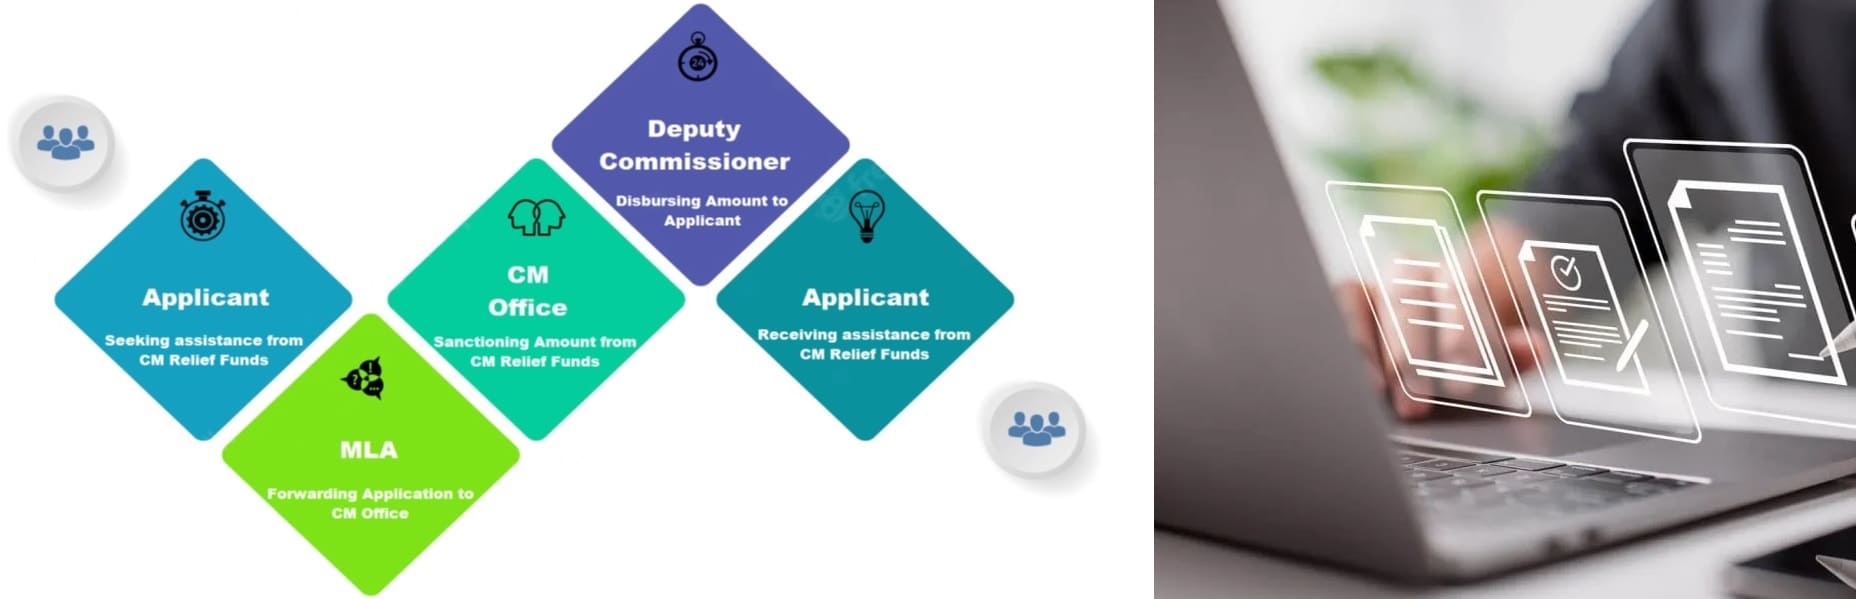 Applicant
Seeking assistance from
CM Relief Funds
MLA
Forwarding Application to
CM Office
CM
Office
Sanctioning Amount from
CM Relief Funds
24
Deputy
Commissioner
Disbursing Amount to
Applicant
Applicant
Receiving assistance from
CM Relief Funds